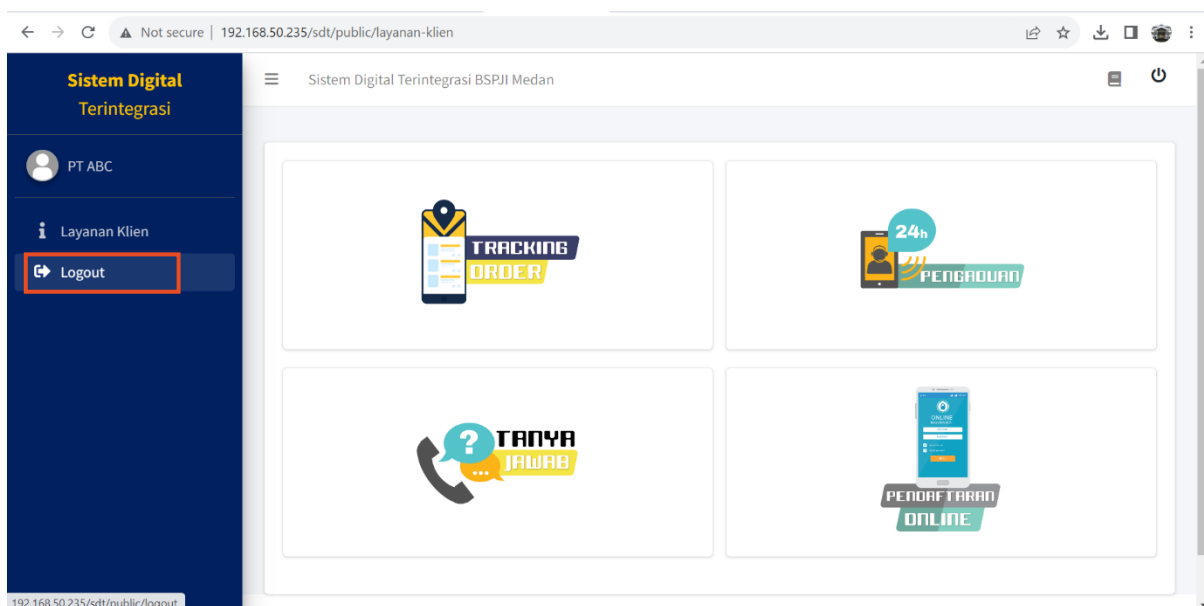 Not secure | 192.168.50.235/sdt/public/layanan-klien
Sistem Digital
Terintegrasi
Sistem Digital Terintegrasi BSPJI Medan
PT ABC
Layanan Klien
Logout
TRACKING
ORDER
24h
PENGADUAN
?
TANYA
JAWAB
ONLINE
PENDAFTARAN
ONLINE
192.168.50.235/sdt/public/logout